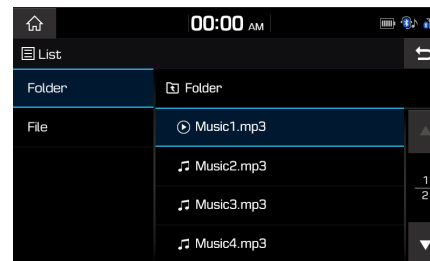 00:00 AM
List
Folder
Folder
File
Music1.mp3
Music2.mp3
Music3.mp3
Music4.mp3
1
2